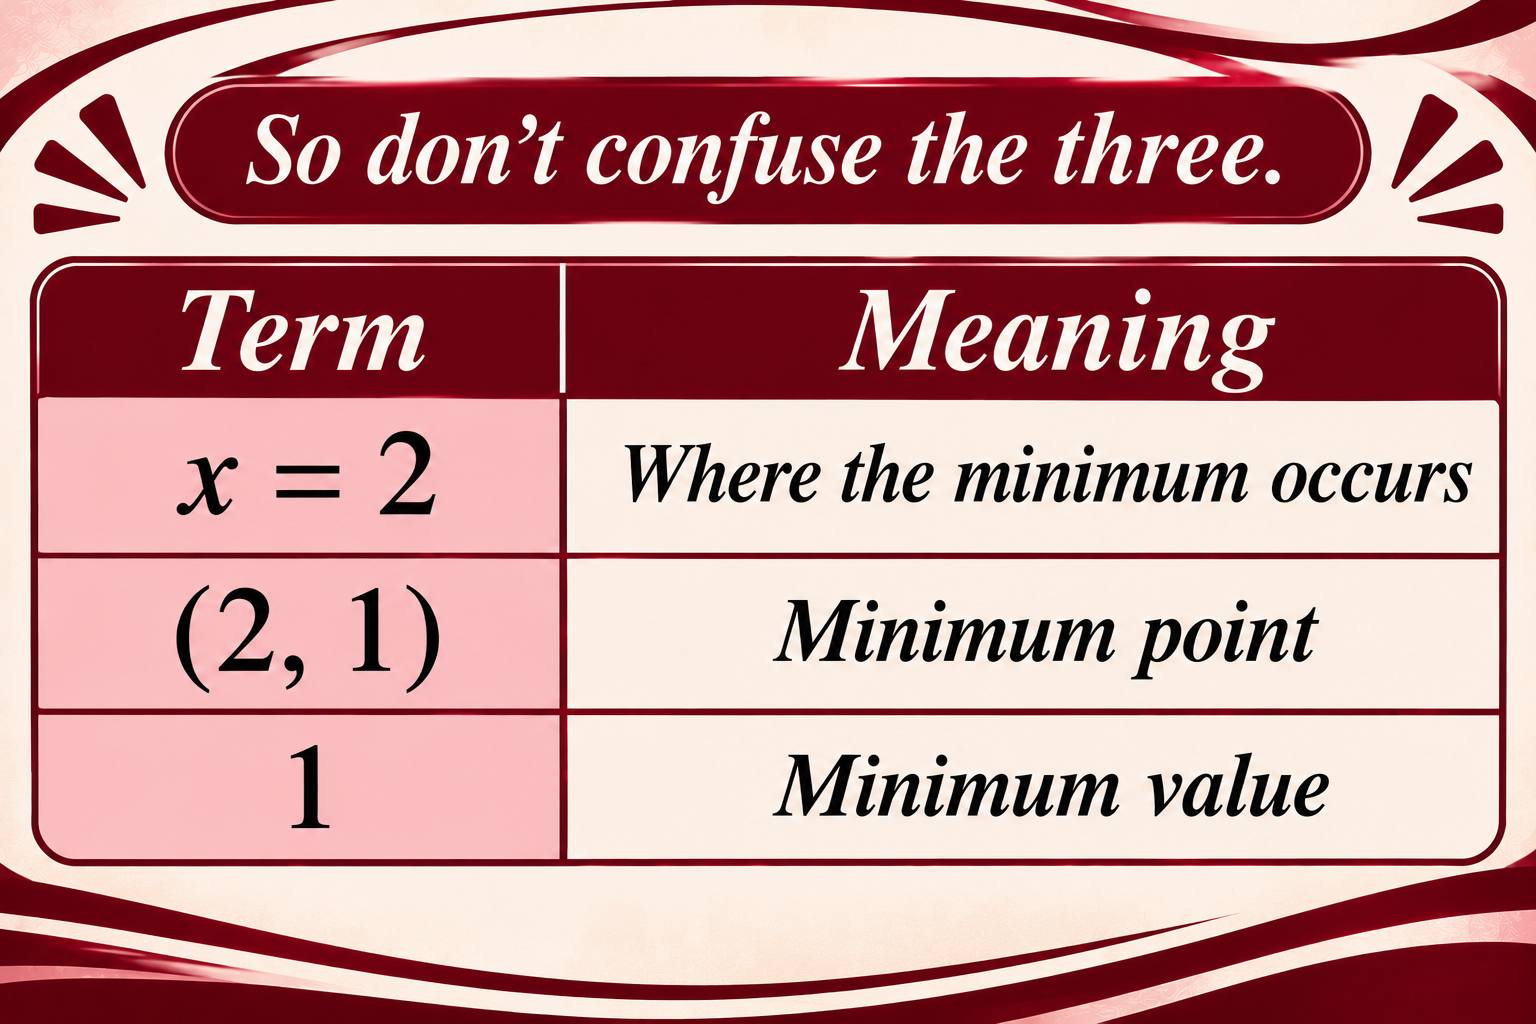 So don’t confuse the three.
Term Meaning
x = 2 Where the minimum occurs
(2, 1) Minimum point
1 Minimum value